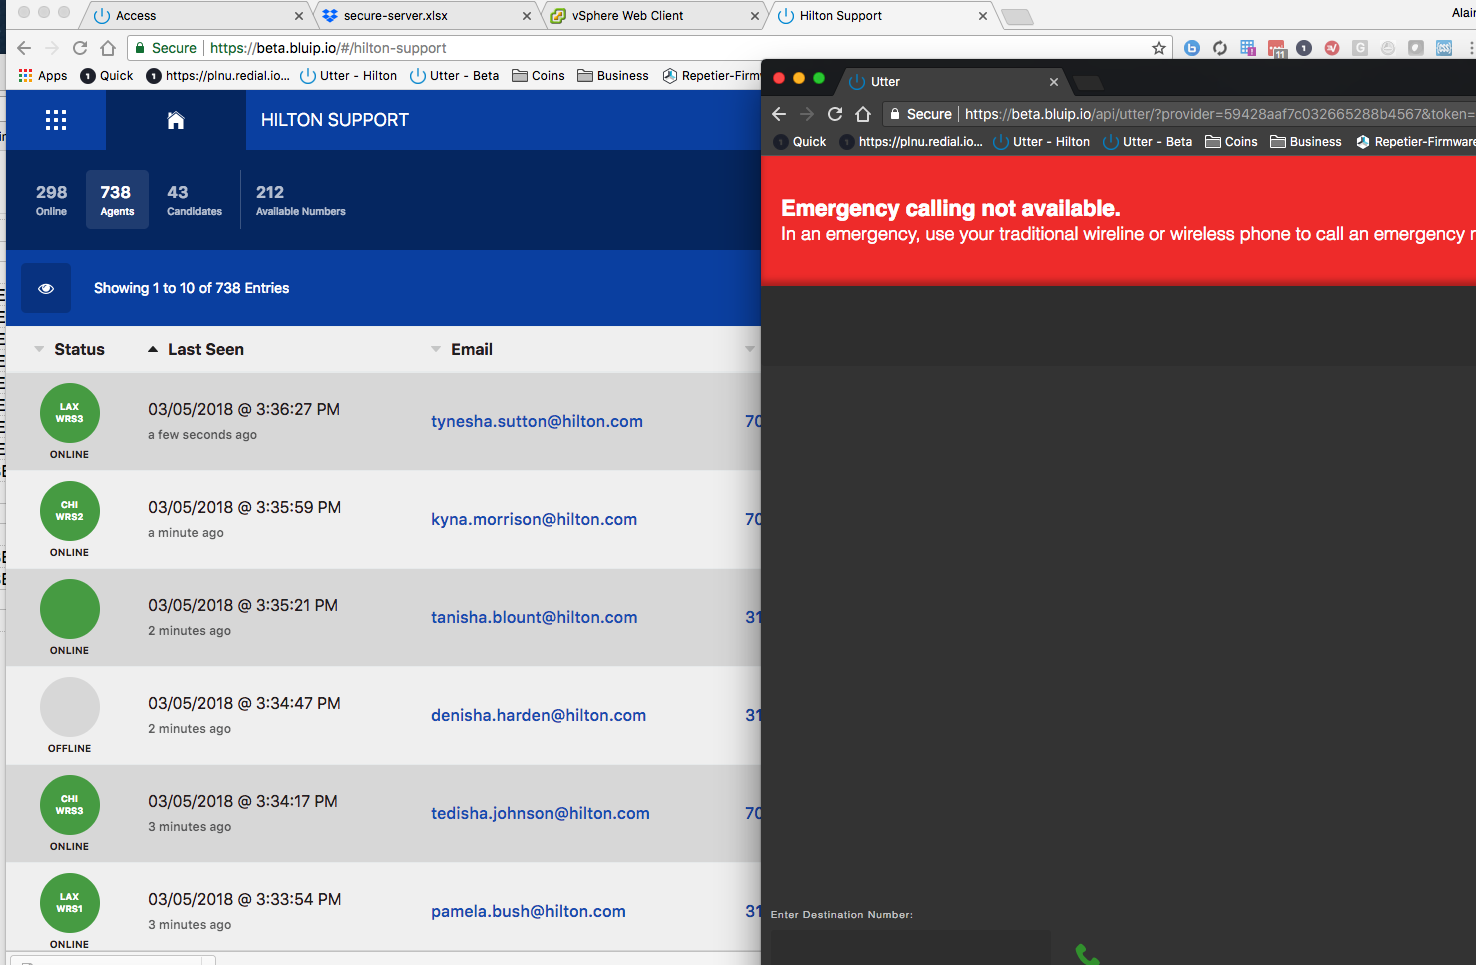 Access
secure-server.xlsx
vSphere Web Client
Hilton Support
Alain
Secure https://beta.bluip.io/#/hilton-support
11
Apps Quick https://plnu.redial.io... Utter - Hilton Utter - Beta Coins Business Repetier-Firmw
HILTON SUPPORT
298 738 43 212
Online Agents Candidates Available Numbers
Showing 1 to 10 of 738 Entries
Status Last Seen Email
LAX
WRS3
ONLINE
03/05/2018 @ 3:36:27 PM
a few seconds ago
tynesha.sutton@hilton.com
70
CHI
WRS2
ONLINE
03/05/2018 @ 3:35:59 PM
a minute ago
kyna.morrison@hilton.com
70
ONLINE
03/05/2018 @ 3:35:21 PM
2 minutes ago
tanisha.blount@hilton.com
31
OFFLINE
03/05/2018 @ 3:34:47 PM
2 minutes ago
denisha.harden@hilton.com
31
CHI
WRS3
ONLINE
03/05/2018 @ 3:34:17 PM
3 minutes ago
tedisha.johnson@hilton.com
70
LAX
WRS1
ONLINE
03/05/2018 @ 3:33:54 PM
3 minutes ago
pamela.bush@hilton.com
31
Utter
Secure https://beta.bluip.io/api/utter/?provider=59428aaf7c032665288b4567&token=
Quick https://plnu.redial.io... Utter - Hilton Utter - Beta Coins Business Repetier-Firmware
Emergency calling not available.
In an emergency, use your traditional wireline or wireless phone to call an emergency
Enter Destination Number: